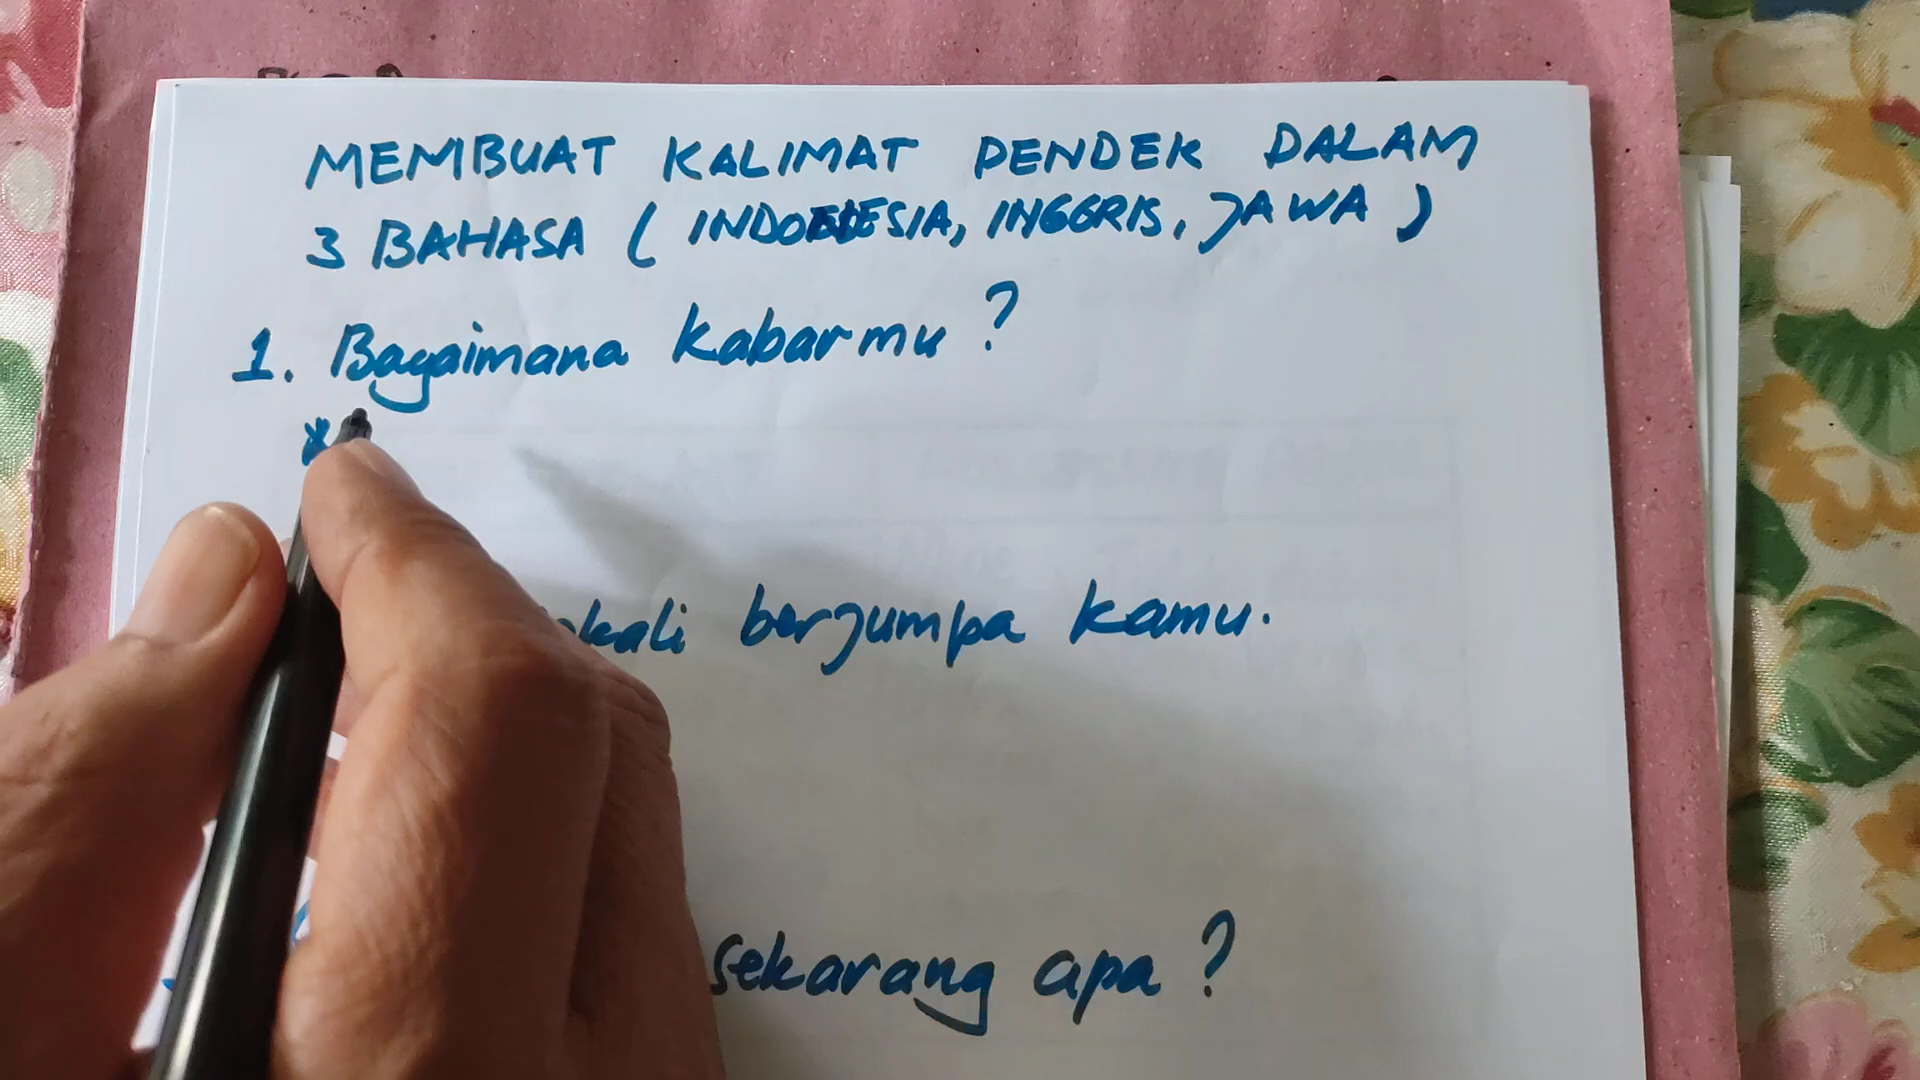 MEMBUAT KALIMAT PENDEK DALAM
3 BAHASA ( INDONESIA, INGGRIS, JAWA )
1. Bagaimana kabarmu ?
*
berjumpa kamu.
sekarang apa ?